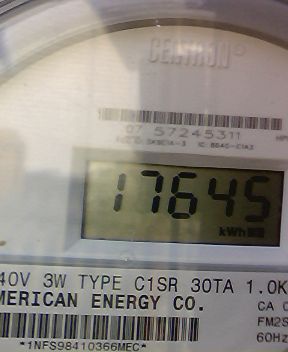 CENTRON®
07 57245311
17645
kWh
40V 3W TYPE C1SR 30TA 1.0K
MERICAN ENERGY CO.
CA 0
FM2S
60Hz
*1NFS98410366MEC*